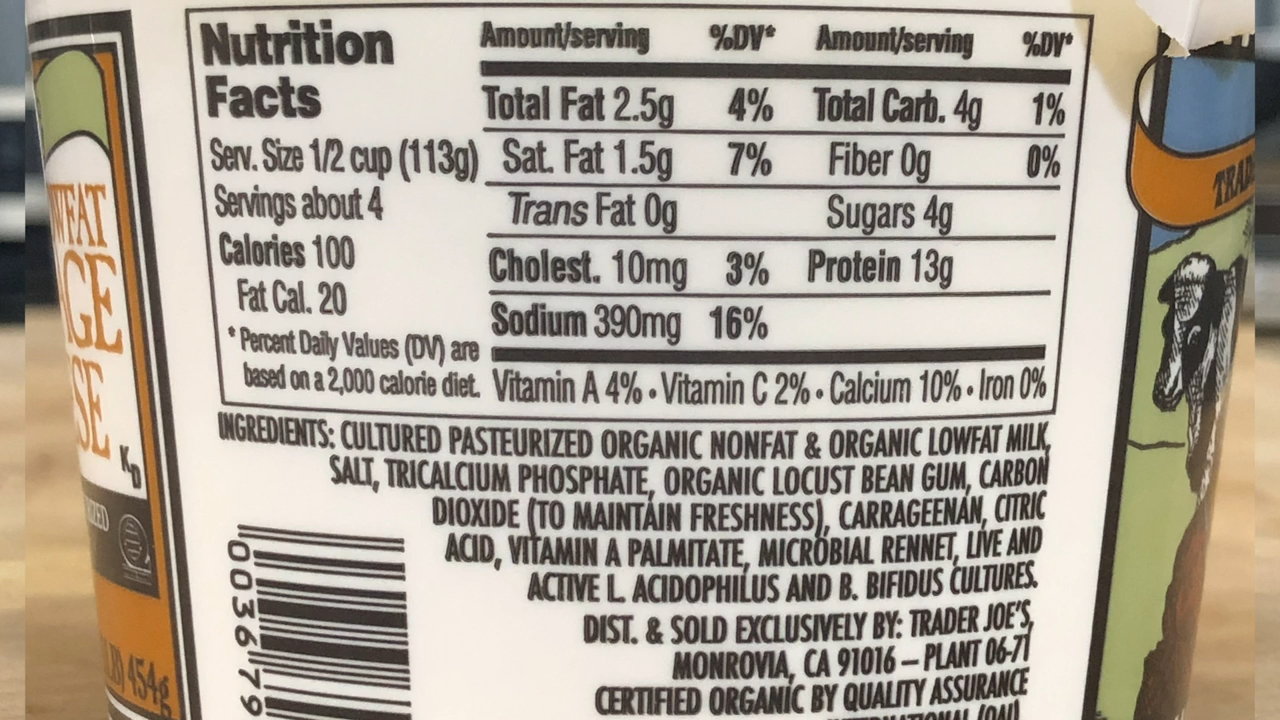 Nutrition
Facts
Serv. Size 1/2 cup (113g)
Servings about 4
Calories 100
Fat Cal. 20
* Percent Daily Values (DV) are
based on a 2,000 calorie diet.
Amount/serving %DV* Amount/serving %DV*
Total Fat 2.5g 4% Total Carb. 4g 1%
Sat. Fat 1.5g 7% Fiber 0g 0%
Trans Fat 0g Sugars 4g
Cholest. 10mg 3% Protein 13g
Sodium 390mg 16%
Vitamin A 4% • Vitamin C 2% • Calcium 10% • Iron 0%
INGREDIENTS: CULTURED PASTEURIZED ORGANIC NONFAT & ORGANIC LOWFAT MILK,
SALT, TRICALCIUM PHOSPHATE, ORGANIC LOCUST BEAN GUM, CARBON
DIOXIDE (TO MAINTAIN FRESHNESS), CARRAGEENAN, CITRIC
ACID, VITAMIN A PALMITATE, MICROBIAL RENNET, LIVE AND
ACTIVE L. ACIDOPHILUS AND B. BIFIDUS CULTURES.
DIST. & SOLD EXCLUSIVELY BY: TRADER JOE'S,
MONROVIA, CA 91016 – PLANT 06-71
CERTIFIED ORGANIC BY QUALITY ASSURANCE
INTERNATIONAL (QAI)
003679
WFAT
GE
SE
KD
IZED
LB) 454g
TRAD